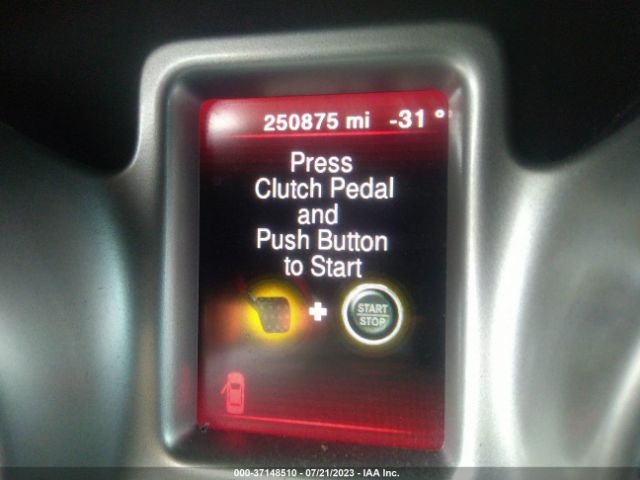 250875 mi -31 °
Press
Clutch Pedal
and
Push Button
to Start
START
STOP
000-37148510 - 07/21/2023 - IAA Inc.